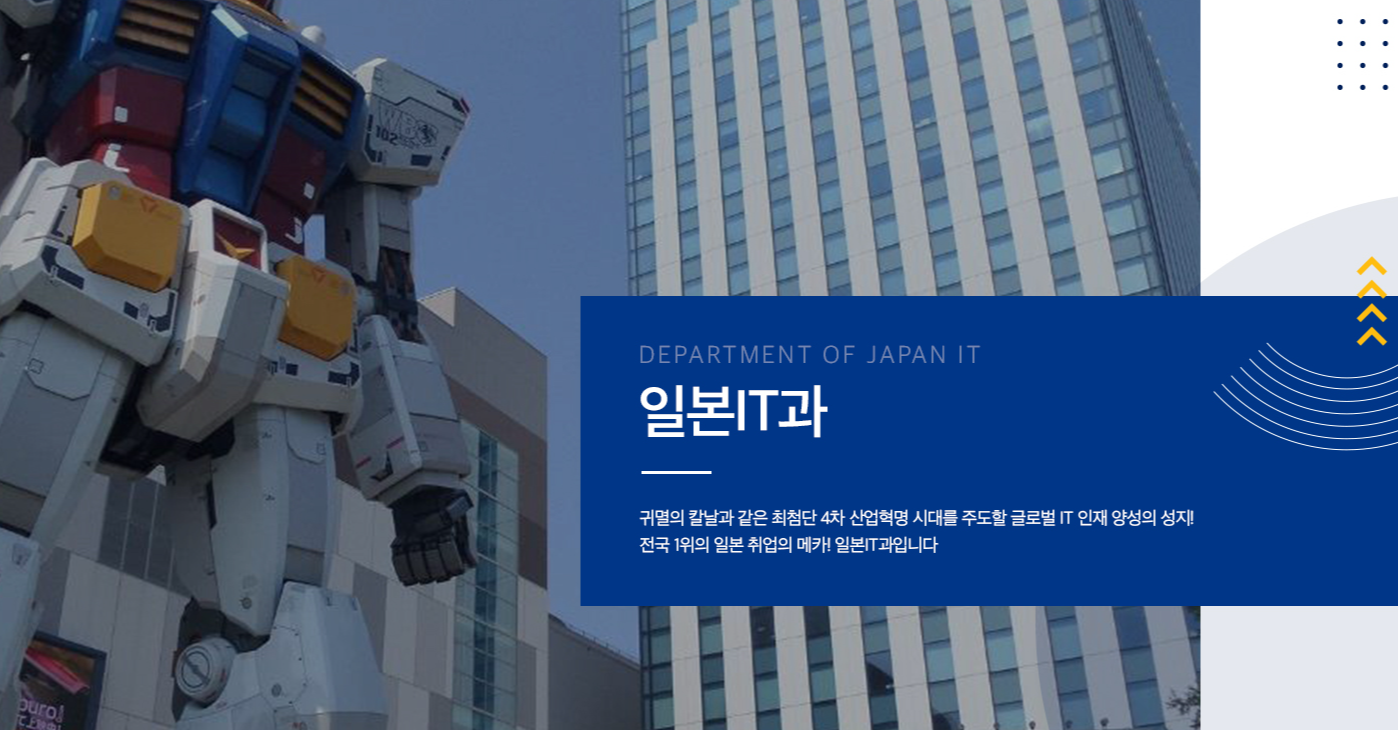 WB
102
DEPARTMENT OF JAPAN IT
일본IT과
귀멸의 칼날과 같은 최첨단 4차 산업혁명 시대를 주도할 글로벌 IT 인재 양성의 성지!
전국 1위의 일본 취업의 메카! 일본IT과입니다